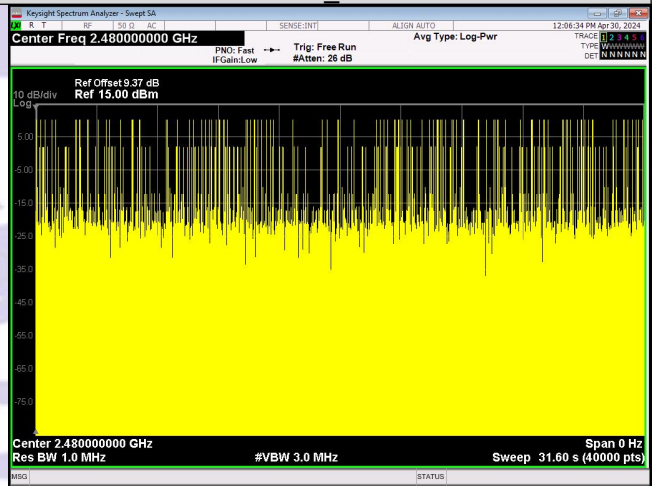 Keysight Spectrum Analyzer - Swept SA
LXI R T RF 50 Ω AC SENSE:INT ALIGN AUTO 12:06:34 PM Apr 30, 2024
Center Freq 2.480000000 GHz
Avg Type: Log-Pwr
TRACE 1 2 3 4 5 6
PNO: Fast Trig: Free Run
TYPE WWWWWW
IFGain:Low #Atten: 26 dB
DET N N N N N N
Ref Offset 9.37 dB
10 dB/div Ref 15.00 dBm
Log
5.00
-5.00
-15.0
-25.0
-35.0
-45.0
-55.0
-65.0
-75.0
Center 2.480000000 GHz Span 0 Hz
Res BW 1.0 MHz #VBW 3.0 MHz Sweep 31.60 s (40000 pts)
MSG STATUS